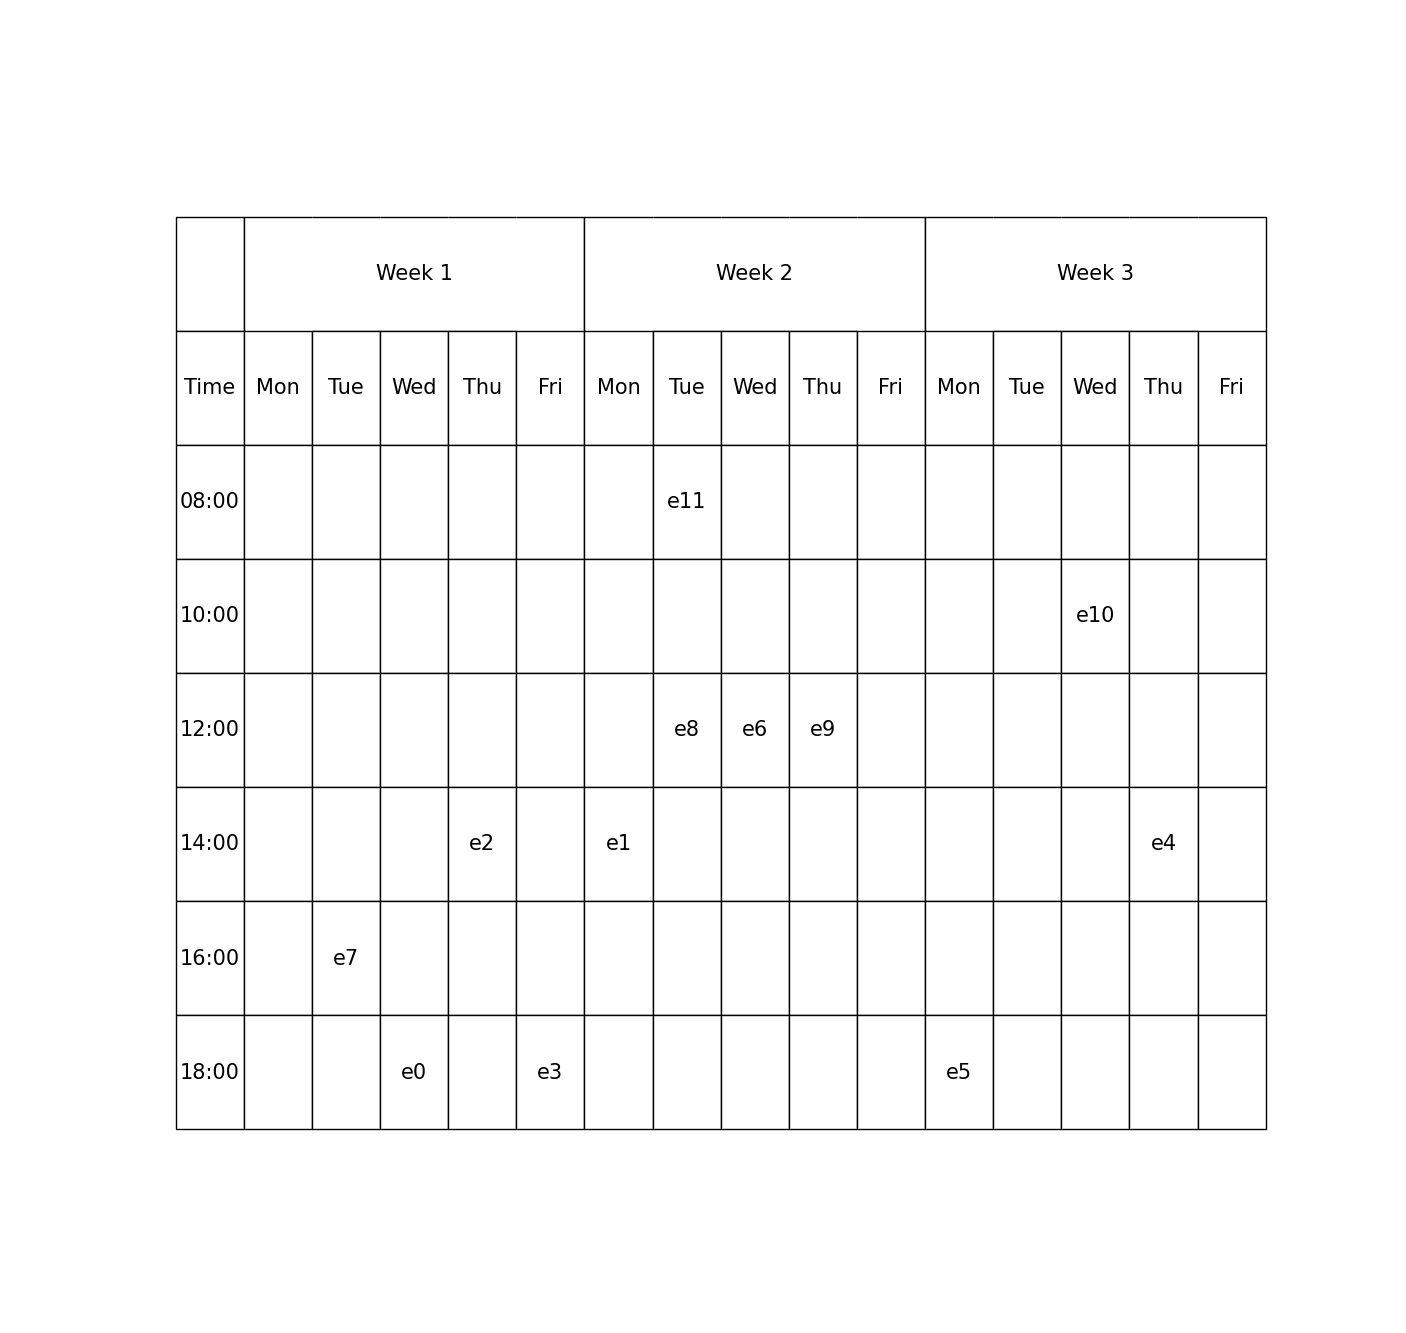 Week 1 Week 2 Week 3
Time Mon Tue Wed Thu Fri Mon Tue Wed Thu Fri Mon Tue Wed Thu Fri
08:00 e11
10:00 e10
12:00 e8 e6 e9
14:00 e2 e1 e4
16:00 e7
18:00 e0 e3 e5